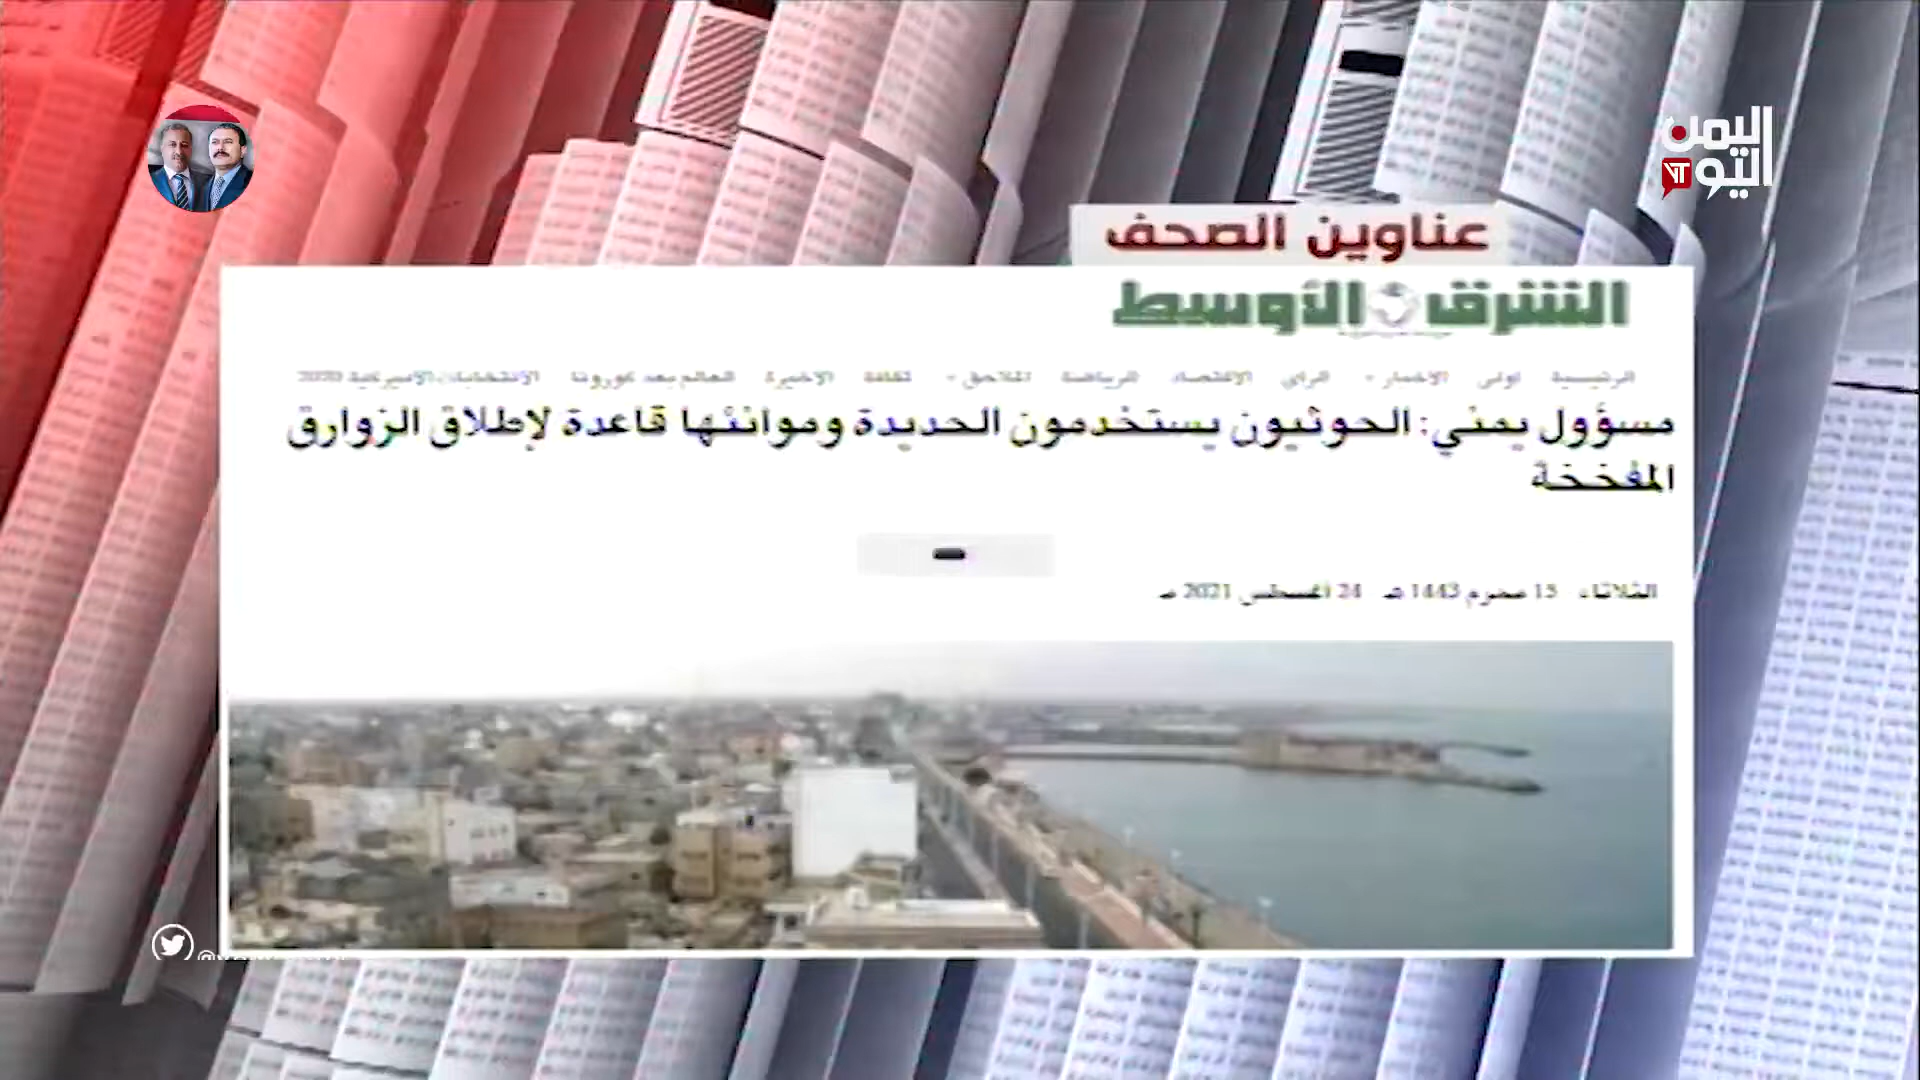 اليمن
اليوم
YT
عناوين الصحف
الشرق الأوسط
الرئيسية أولى الأخبار الرأي الاقتصاد الرياضة الملاحق ثقافة الأخيرة العالم بعد كورونا الانتخابات الأميركية 2020
مسؤول يمني: الحوثيون يستخدمون الحديدة وموانئها قاعدة لإطلاق الزوارق
المفخخة
الثلاثاء 15 محرم 1443 هـ 24 أغسطس 2021 مـ